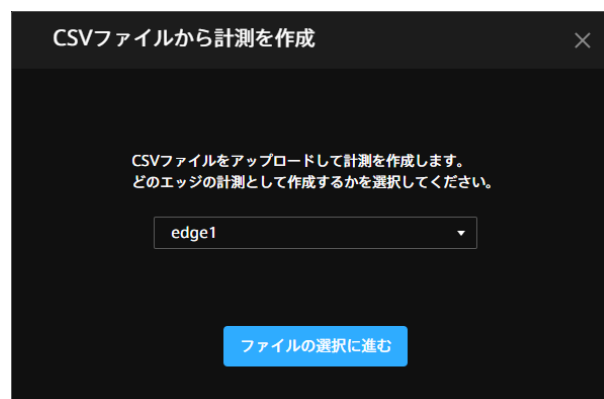 CSVファイルから計測を作成
CSVファイルをアップロードして計測を作成します。
どのエッジの計測として作成するかを選択してください。
edge1
ファイルの選択に進む